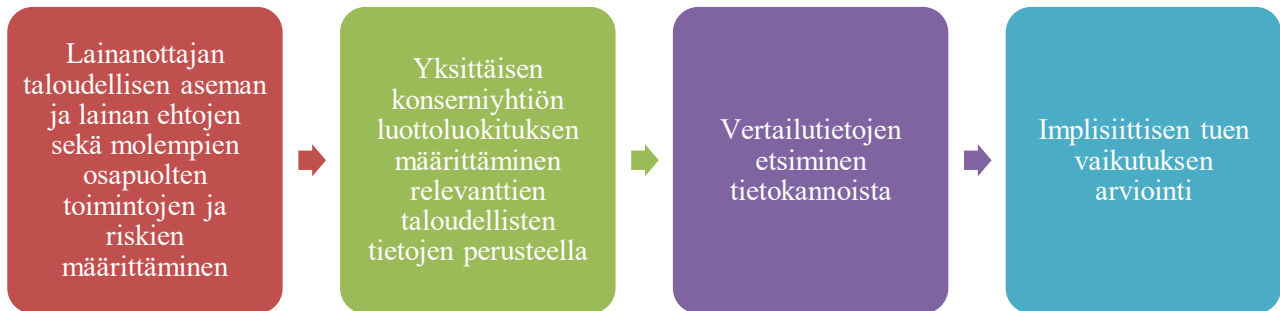 Lainanottajan
taloudellisen aseman
ja lainan ehtojen
sekä molempien
osapuolten
toimintojen ja
riskien
määrittäminen
Yksittäisen
konserniyhtiön
luottoluokituksen
määrittäminen
relevanttien
taloudellisten
tietojen perusteella
Vertailutietojen
etsiminen
tietokannoista
Implisiittisen tuen
vaikutuksen
arviointi